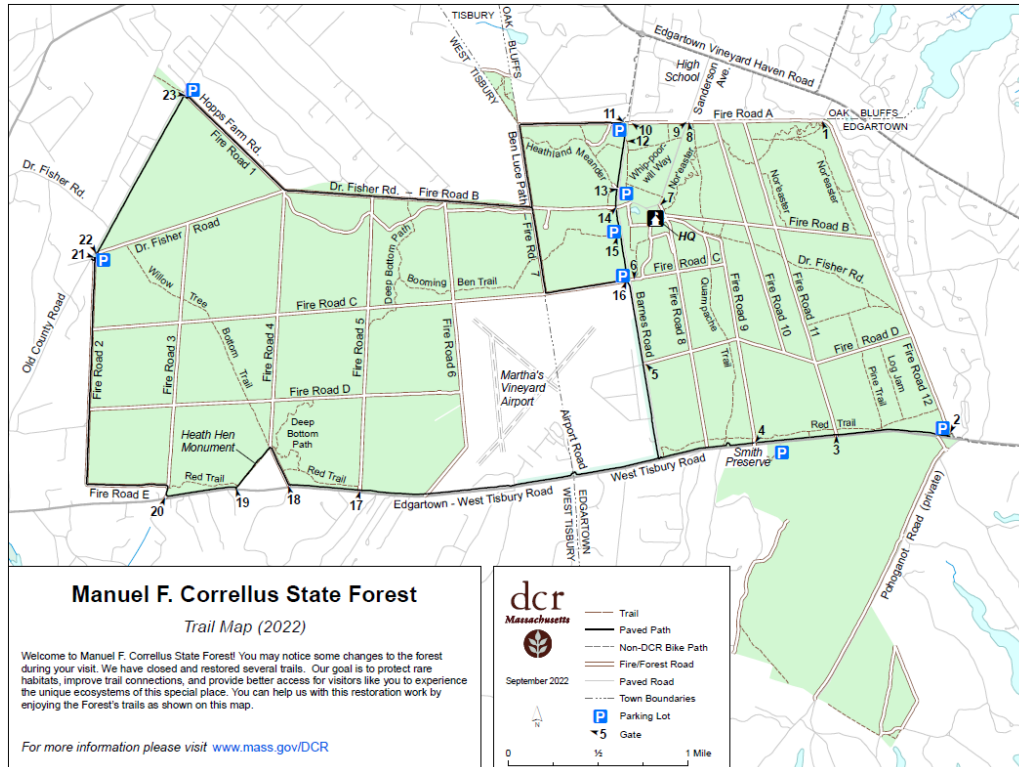 TISBURY
OAK BLUFFS
WEST TISBURY
Edgartown Vineyard Haven Road
High School
Sanderson Ave.
23
Hopps Farm Rd.
Fire Road 1
11
10
12
9
8
Fire Road A
OAK BLUFFS
EDGARTOWN
1
Ben Luce Path – Fire Rd. 7
Heathland Meander
Whip-poor-will Way
Nor'easter
Nor'easter
Nor'easter
Dr. Fisher Rd.
Dr. Fisher Rd. – Fire Road B
13
7
14
HQ
Fire Road B
15
22
21
Dr. Fisher Road
Deep Bottom Path
Booming Ben Trail
Willow Tree Bottom Trail
6
Fire Road C
16
Dr. Fisher Rd.
Old County Road
Fire Road C
Fire Road 2
Fire Road 3
Fire Road 4
Fire Road 5
Fire Road 6
Barnes Road
Fire Road 8
Quampache Trail
Fire Road 9
Fire Road 10
Fire Road 11
Fire Road D
Fire Road 12
Pine Trail
Log Jam
5
Martha's
Vineyard
Airport
Airport Road
Fire Road D
Heath Hen
Monument
Deep
Bottom
Path
Red Trail
Red Trail
4
Smith
Preserve
Red Trail
3
2
Fire Road E
20
19
18
17
Edgartown - West Tisbury Road
West Tisbury Road
EDGARTOWN
WEST TISBURY
Pohoganot Road (private)
Manuel F. Correllus State Forest
Trail Map (2022)
Welcome to Manuel F. Correllus State Forest! You may notice some changes to the forest
during your visit. We have closed and restored several trails. Our goal is to protect rare
habitats, improve trail connections, and provide better access for visitors like you to experience
the unique ecosystems of this special place. You can help us with this restoration work by
enjoying the Forest's trails as shown on this map.
For more information please visit www.mass.gov/DCR
dcr
Massachusetts
September 2022
N
Trail
Paved Path
Non-DCR Bike Path
Fire/Forest Road
Paved Road
Town Boundaries
P Parking Lot
5 Gate
0 ½ 1 Mile